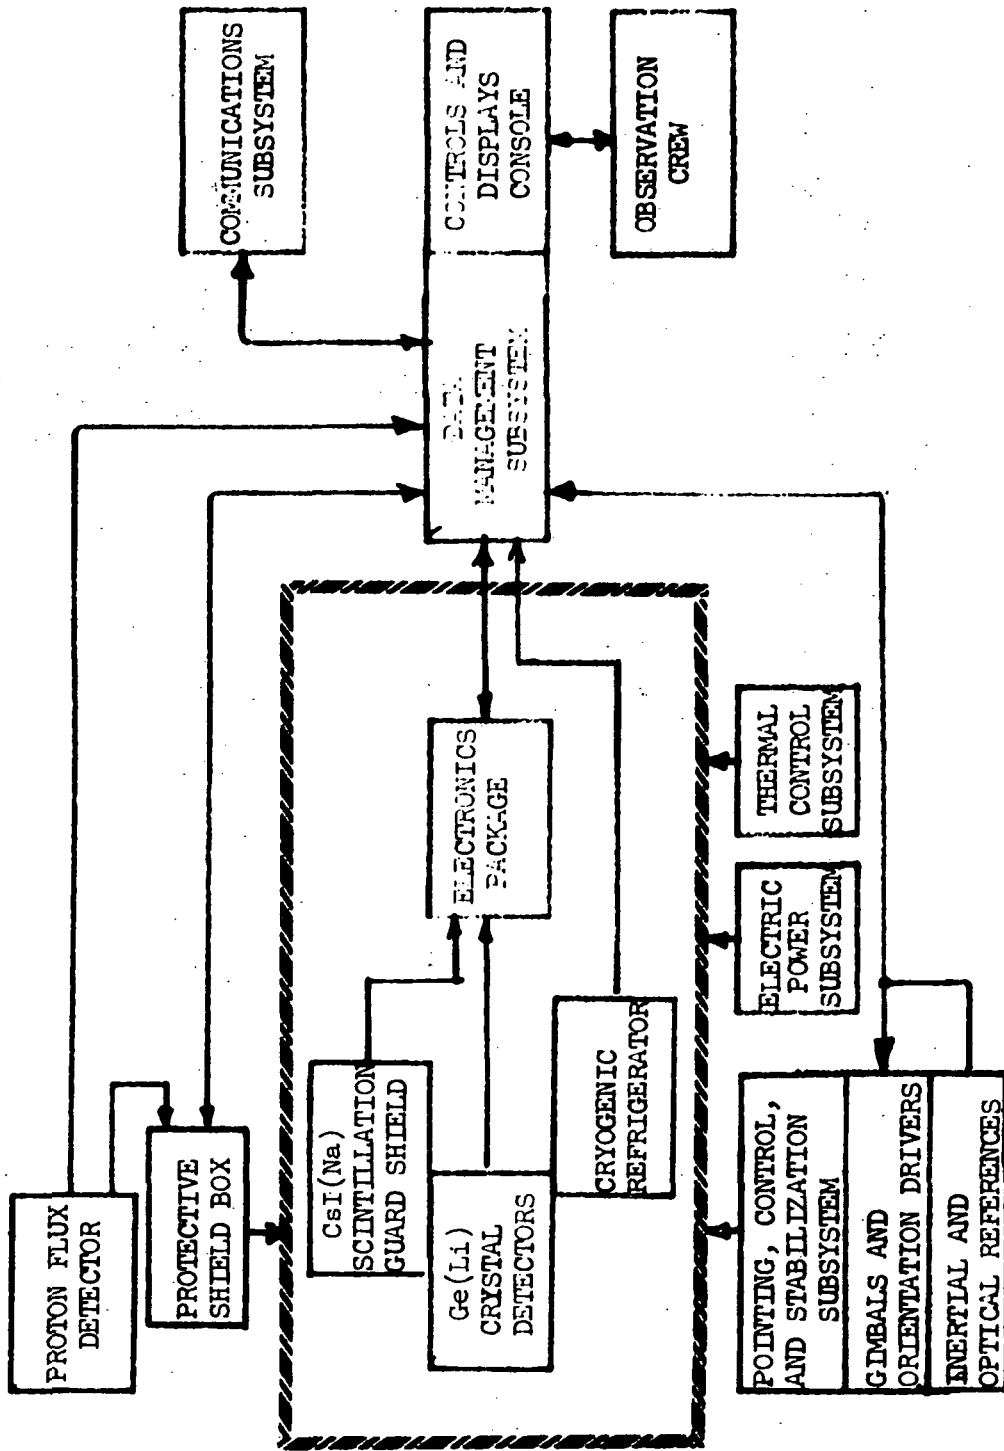 PROTON FLUX
DETECTOR
PROTECTIVE
SHIELD BOX
COMMUNICATIONS
SUBSYSTEM
CsI(Na)
SCINTILLATION
GUARD SHIELD
Ge(Li)
CRYSTAL
DETECTORS
CRYOGENIC
REFRIGERATOR
ELECTRONICS
PACKAGE
DATA
MANAGEMENT
SUBSYSTEM
CONTROLS AND
DISPLAYS
CONSOLE
OBSERVATION
CREW
POINTING, CONTROL,
AND STABILIZATION
SUBSYSTEM
GIMBALS AND
ORIENTATION DRIVERS
INERTIAL AND
OPTICAL REFERENCES
ELECTRIC
POWER
SUBSYSTEM
THERMAL
CONTROL
SUBSYSTEM